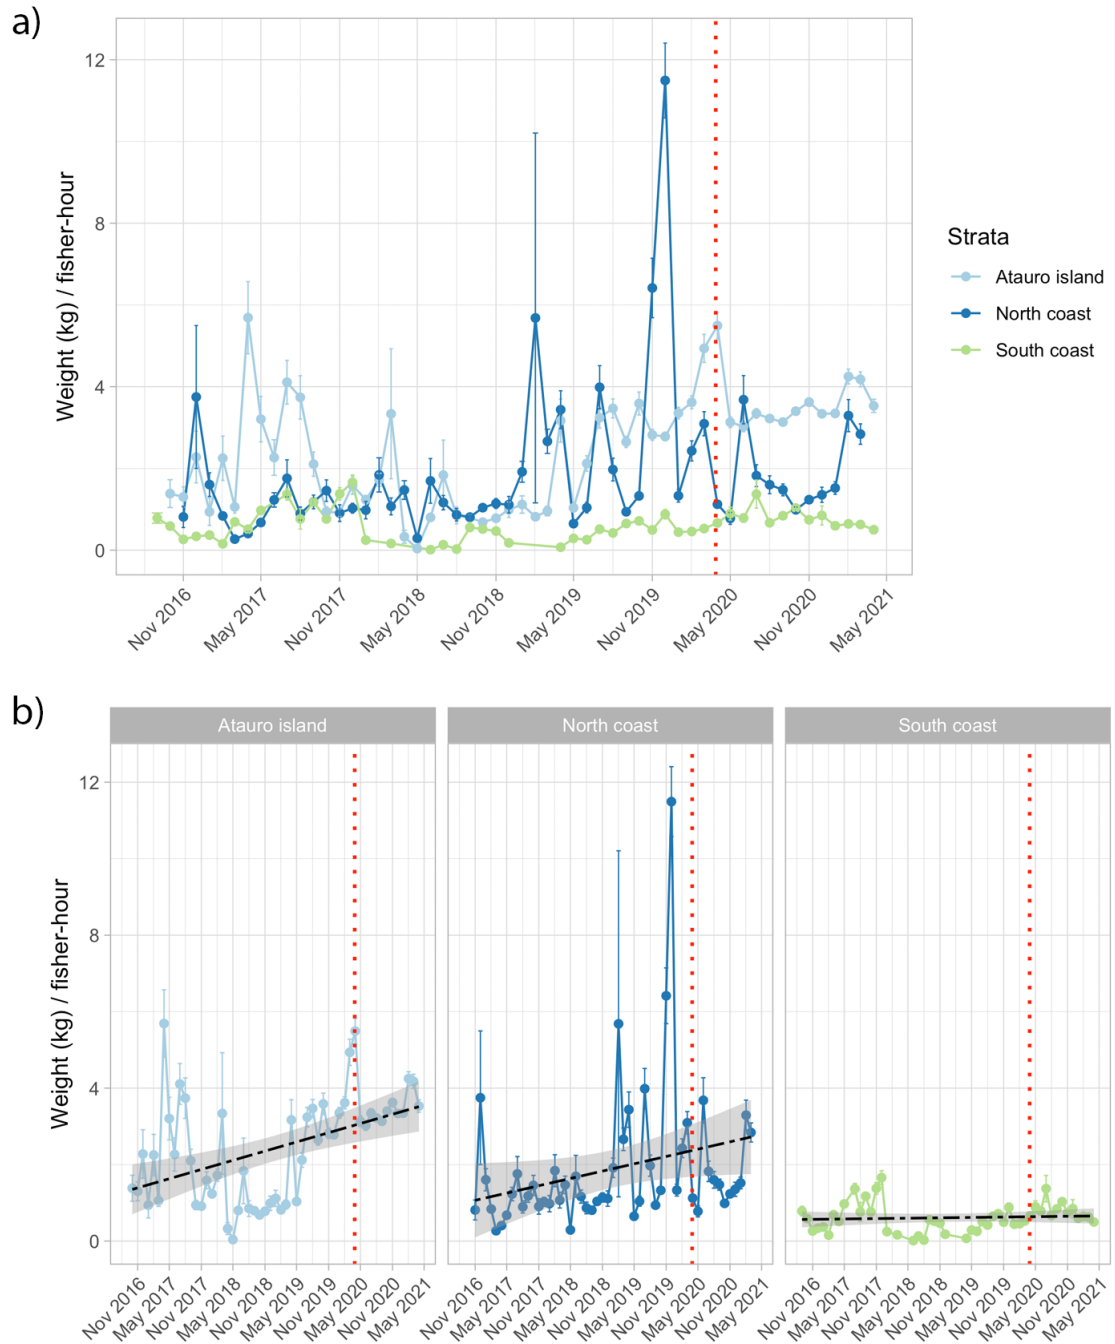 a)
12
8
4
0
Weight (kg) / fisher-hour
Nov 2016
May 2017
Nov 2017
May 2018
Nov 2018
May 2019
Nov 2019
May 2020
Nov 2020
May 2021
Strata
Atauro island
North coast
South coast
b)
Atauro island
North coast
South coast
12
8
4
0
Weight (kg) / fisher-hour
Nov 2016
May 2017
Nov 2017
May 2018
Nov 2018
May 2019
Nov 2019
May 2020
Nov 2020
May 2021
Nov 2016
May 2017
Nov 2017
May 2018
Nov 2018
May 2019
Nov 2019
May 2020
Nov 2020
May 2021
Nov 2016
May 2017
Nov 2017
May 2018
Nov 2018
May 2019
Nov 2019
May 2020
Nov 2020
May 2021